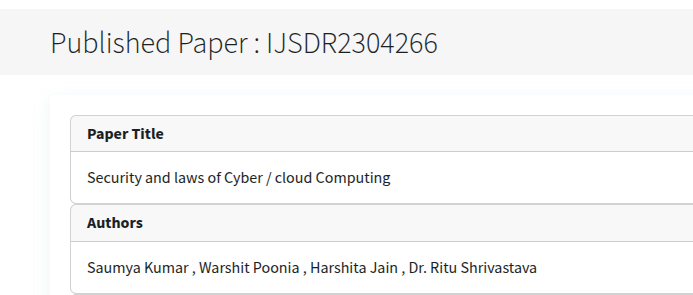 Published Paper : IJSDR2304266
Paper Title
Security and laws of Cyber / cloud Computing
Authors
Saumya Kumar , Warshit Poonia , Harshita Jain , Dr. Ritu Shrivastava